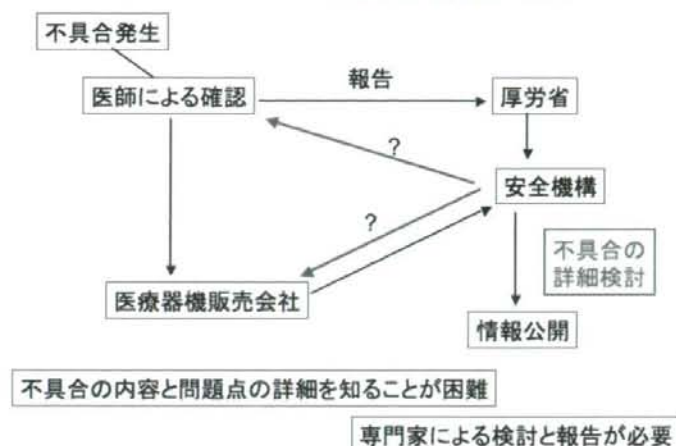 不具合発生
医師による確認
報告
厚労省
?
安全機構
?
不具合の
詳細検討
医療器機販売会社
情報公開
不具合の内容と問題点の詳細を知ることが困難
専門家による検討と報告が必要